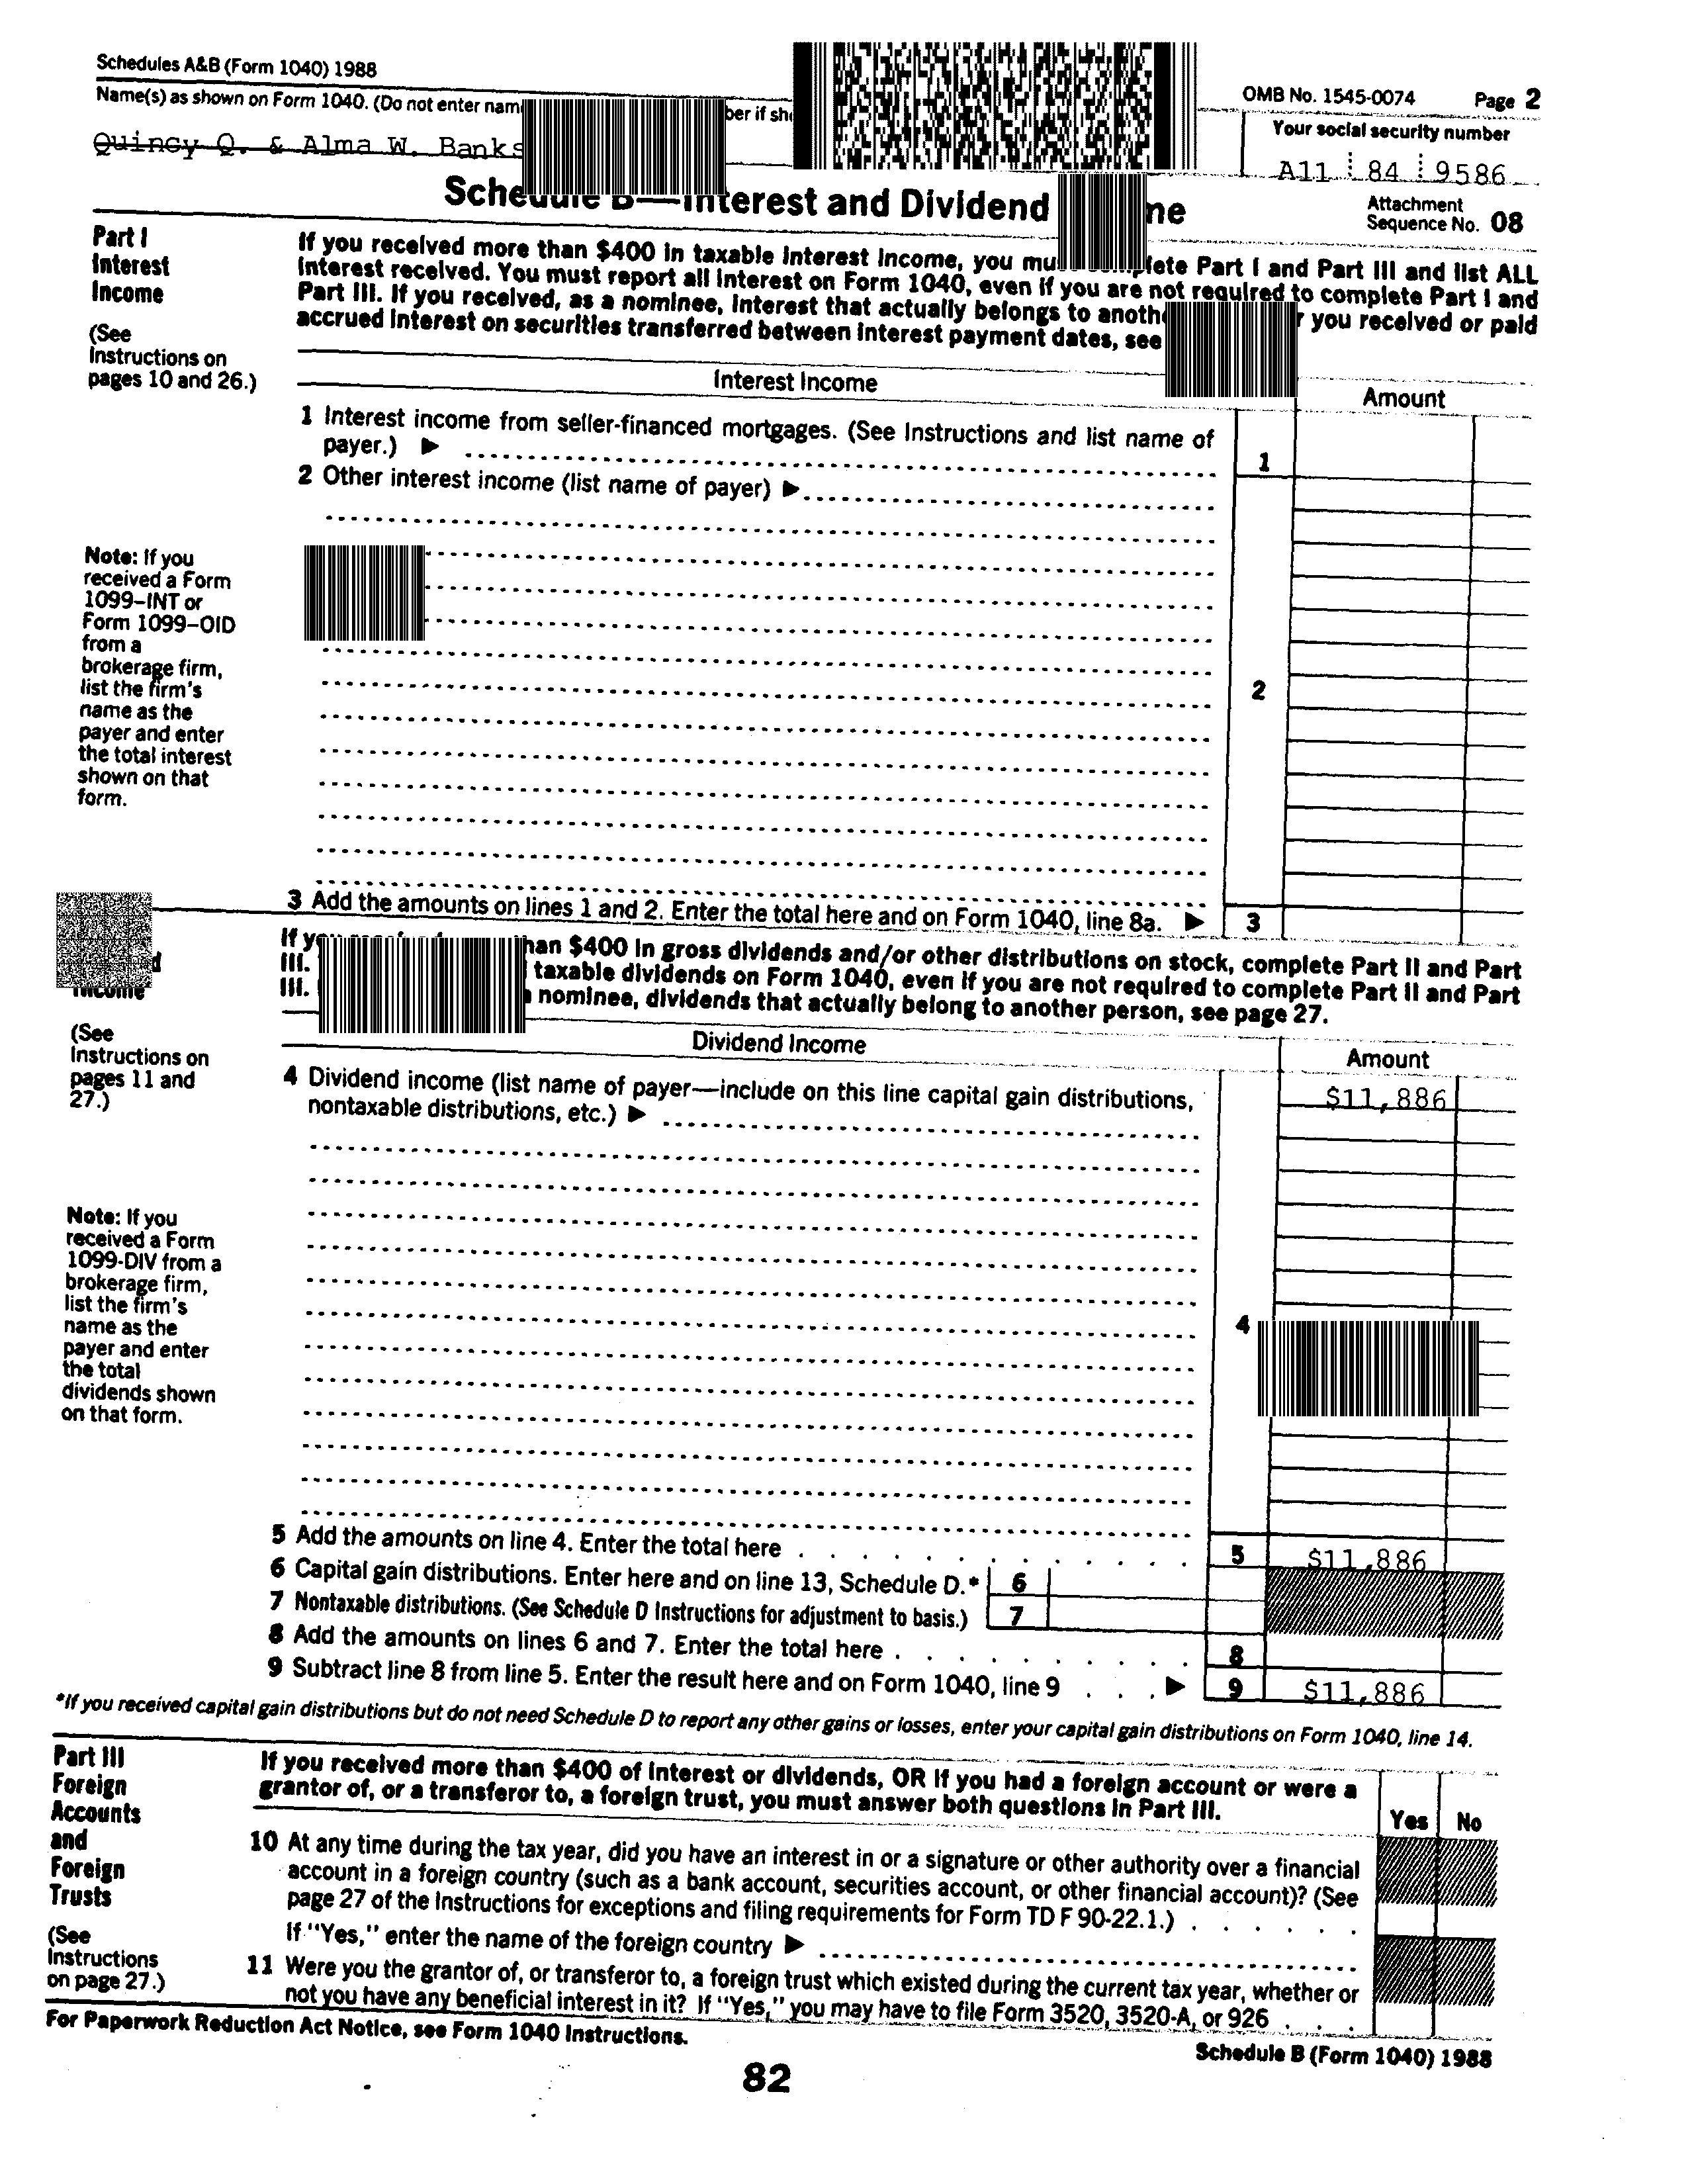 Schedules A&B (Form 1040) 1988
OMB No. 1545-0074 Page 2
Name(s) as shown on Form 1040. (Do not enter if
Your social security number
Quincy Q. & Alma W. Banks
A11 84 9586
Interest and Dividend
Attachment
Sequence No. 08
Part I
Interest
Income
(See
Instructions on
pages 10 and 26.)
If you received more than $400 in taxable interest income, you Part I and Part III and list ALL
interest received. You must report all interest on Form 1040, even if you are not required to complete Part I and
Part III. If you received, as a nominee, interest that actually belongs to you received or paid
accrued interest on securities transferred between interest payment dates, see
Interest Income
Amount
1 Interest income from seller-financed mortgages. (See Instructions and list name of
payer.) ▶
1
2 Other interest income (list name of payer) ▶
Note: If you
received a Form
1099–INT or
Form 1099–OID
from a
brokerage firm,
list the firm's
name as the
payer and enter
the total interest
shown on that
form.
2
3 Add the amounts on lines 1 and 2. Enter the total here and on Form 1040, line 8a. ▶ 3
Income
(See
Instructions on
pages 11 and
27.)
If than $400 in gross dividends and/or other distributions on stock, complete Part II and Part
III. taxable dividends on Form 1040, even if you are not required to complete Part II and Part
III. nominee, dividends that actually belong to another person, see page 27.
Dividend Income
Amount
4 Dividend income (list name of payer—include on this line capital gain distributions,
nontaxable distributions, etc.) ▶
$11,886
Note: If you
received a Form
1099-DIV from a
brokerage firm,
list the firm's
name as the
payer and enter
the total
dividends shown
on that form.
4
5 Add the amounts on line 4. Enter the total here . . . 5 $11,886
6 Capital gain distributions. Enter here and on line 13, Schedule D.* 6
7 Nontaxable distributions. (See Schedule D Instructions for adjustment to basis.) 7
8 Add the amounts on lines 6 and 7. Enter the total here . . . 8
9 Subtract line 8 from line 5. Enter the result here and on Form 1040, line 9 . . . ▶ 9 $11,886
*If you received capital gain distributions but do not need Schedule D to report any other gains or losses, enter your capital gain distributions on Form 1040, line 14.
Part III
Foreign
Accounts
and
Foreign
Trusts
(See
Instructions
on page 27.)
If you received more than $400 of interest or dividends, OR if you had a foreign account or were a
grantor of, or a transferor to, a foreign trust, you must answer both questions in Part III.
Yes No
10 At any time during the tax year, did you have an interest in or a signature or other authority over a financial
account in a foreign country (such as a bank account, securities account, or other financial account)? (See
page 27 of the Instructions for exceptions and filing requirements for Form TD F 90-22.1.) . . .
If "Yes," enter the name of the foreign country ▶
11 Were you the grantor of, or transferor to, a foreign trust which existed during the current tax year, whether or
not you have any beneficial interest in it? If "Yes," you may have to file Form 3520, 3520-A, or 926 . . .
For Paperwork Reduction Act Notice, see Form 1040 Instructions.
Schedule B (Form 1040) 1988
82